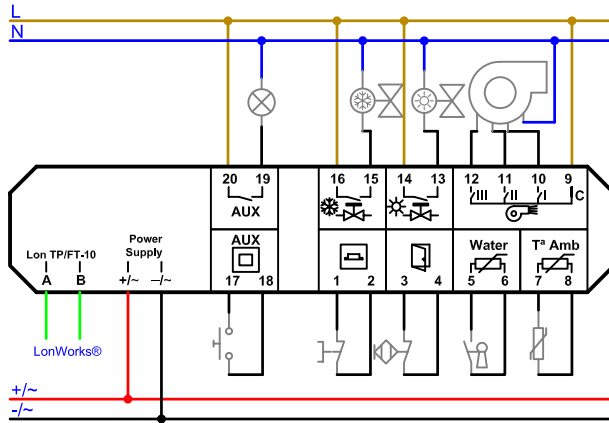 L
N
20 19 16 15 14 13 12 11 10 9
AUX III II I C
AUX Water Tª Amb
Lon TP/FT-10 Power
Supply
A B +/~ —/~ 17 18 1 2 3 4 5 6 7 8
LonWorks®
+/~
-/~